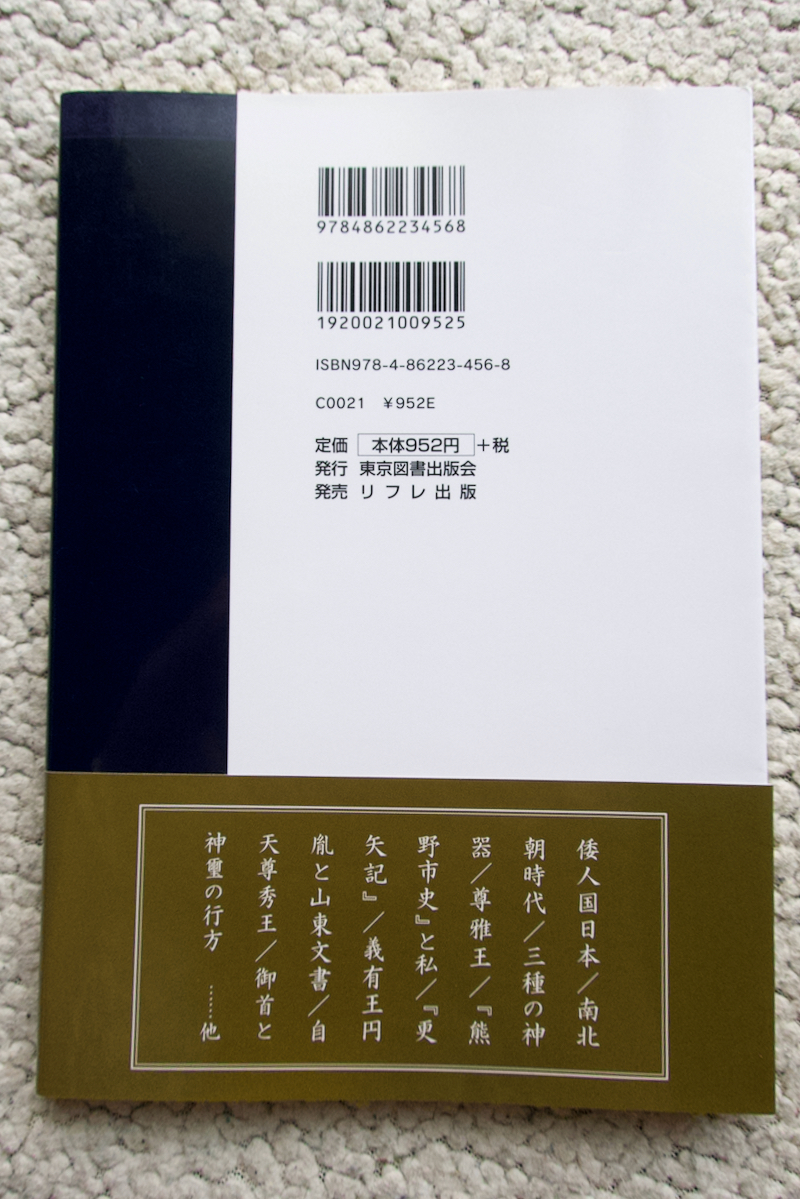 9784862234568
1920021009525
ISBN978-4-86223-456-8
C0021 ¥952E
定価 本体952円 +税
発行 東京図書出版会
発売 リフレ出版
倭人国日本/南北
朝時代/三種の神
器/尊雅王/『熊
野市史』と私/『更
矢記』/義有王円
胤と山東文書/自
天尊秀王/御首と
神璽の行方 ……他